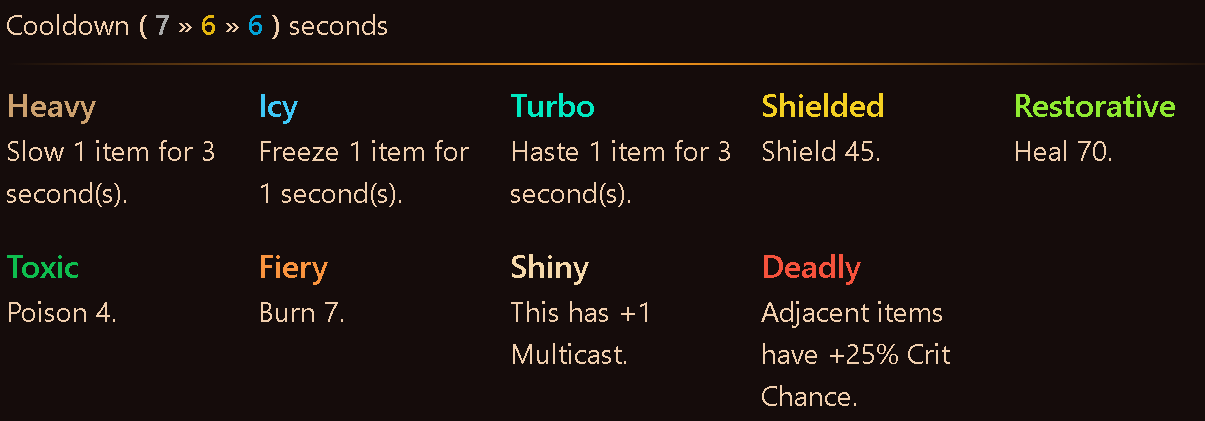 Cooldown ( 7 » 6 » 6 ) seconds
Heavy
Slow 1 item for 3
second(s).
Icy
Freeze 1 item for
1 second(s).
Turbo
Haste 1 item for 3
second(s).
Shielded
Shield 45.
Restorative
Heal 70.
Toxic
Poison 4.
Fiery
Burn 7.
Shiny
This has +1
Multicast.
Deadly
Adjacent items
have +25% Crit
Chance.